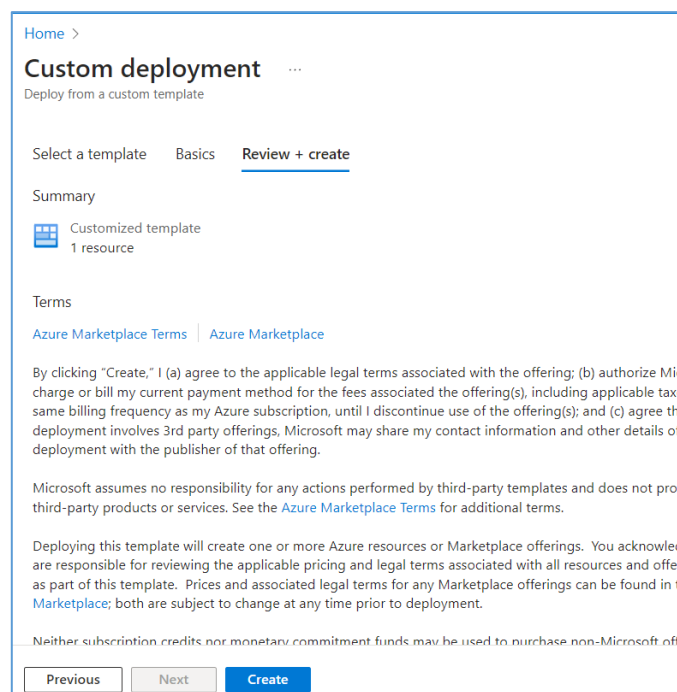 Home >
Custom deployment ...
Deploy from a custom template
Select a template Basics Review + create
Summary
Customized template
1 resource
Terms
Azure Marketplace Terms Azure Marketplace
By clicking "Create," I (a) agree to the applicable legal terms associated with the offering; (b) authorize
charge or bill my current payment method for the fees associated the offering(s), including applicable tax
same billing frequency as my Azure subscription, until I discontinue use of the offering(s); and (c) agree
deployment involves 3rd party offerings, Microsoft may share my contact information and other details
deployment with the publisher of that offering.
Microsoft assumes no responsibility for any actions performed by third-party templates and does not
third-party products or services. See the Azure Marketplace Terms for additional terms.
Deploying this template will create one or more Azure resources or Marketplace offerings. You
are responsible for reviewing the applicable pricing and legal terms associated with all resources and
as part of this template. Prices and associated legal terms for any Marketplace offerings can be found in
Marketplace; both are subject to change at any time prior to deployment.
Neither subscription credits nor monetary commitment funds may be used to purchase non-Microsoft
Previous Next Create